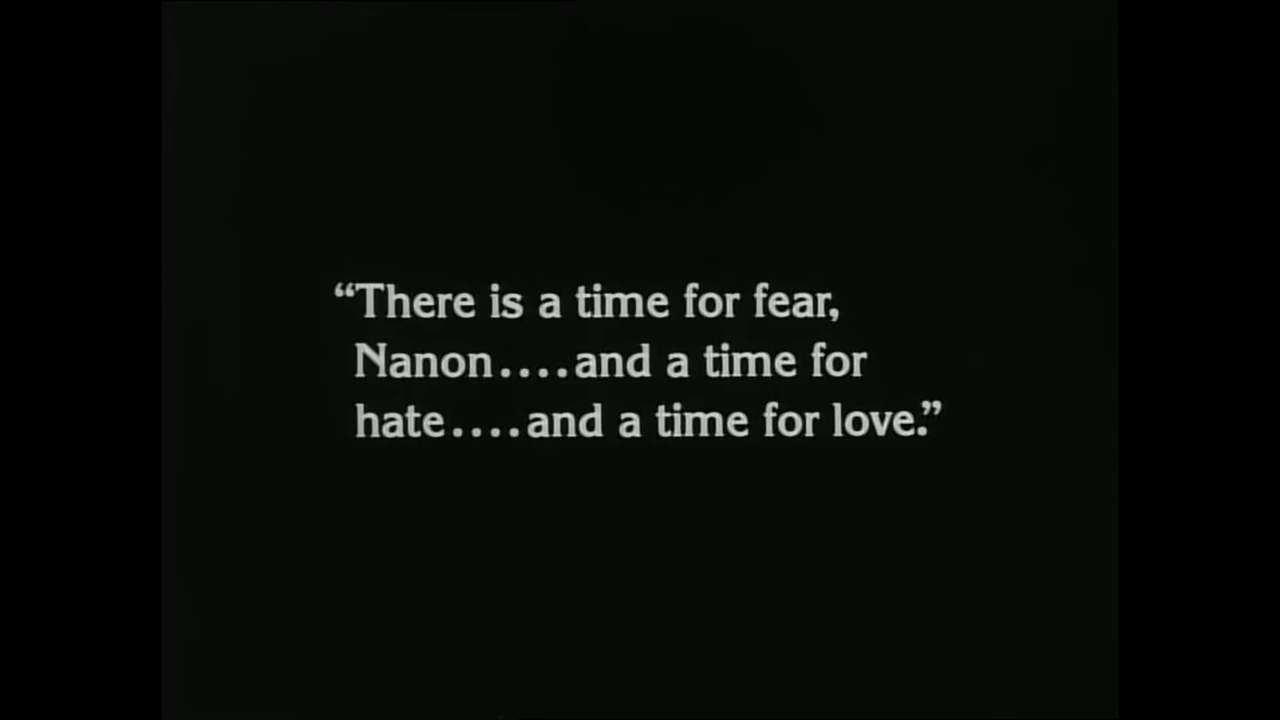 “There is a time for fear,
Nanon....and a time for
hate....and a time for love.”